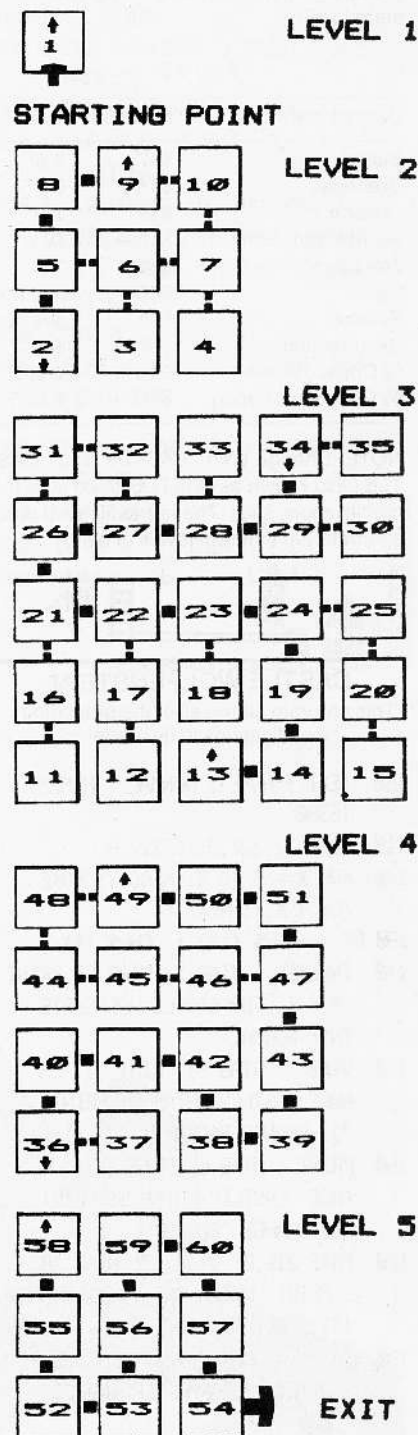 1
LEVEL 1
STARTING POINT
LEVEL 2
8 9 10
5 6 7
2 3 4
LEVEL 3
31 32 33 34 35
26 27 28 29 30
21 22 23 24 25
16 17 18 19 20
11 12 13 14 15
LEVEL 4
48 49 50 51
44 45 46 47
40 41 42 43
36 37 38 39
LEVEL 5
58 59 60
55 56 57
52 53 54 EXIT